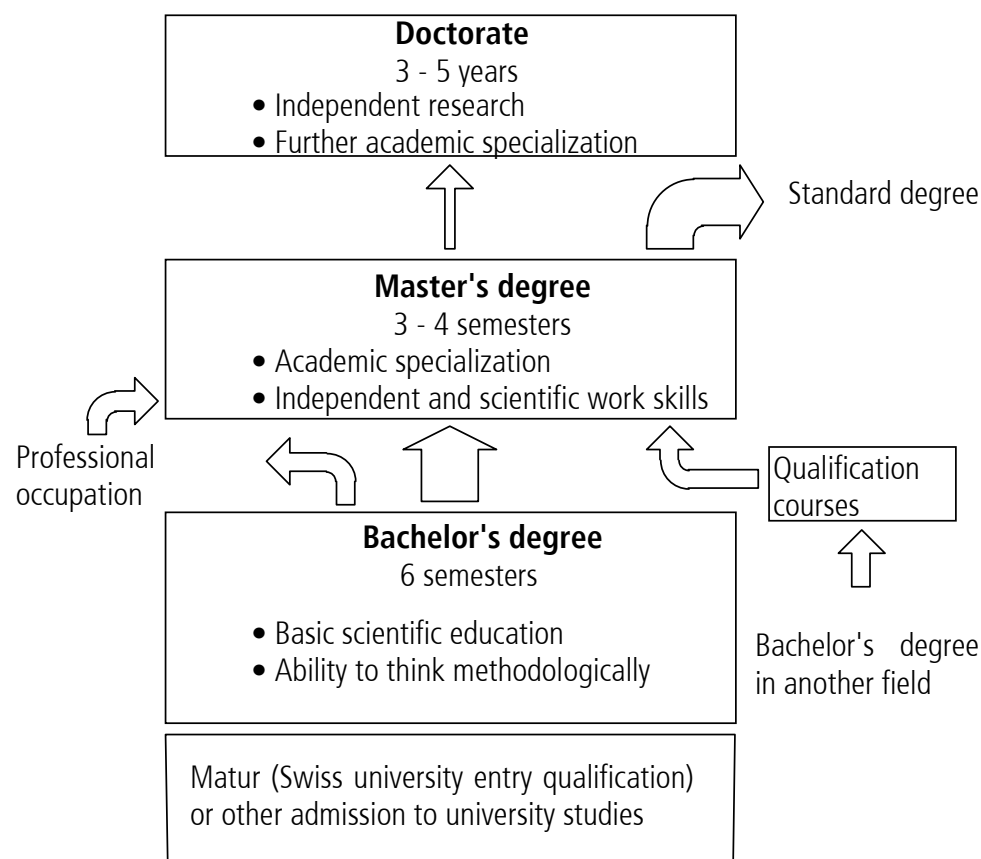 Doctorate
3 - 5 years
• Independent research
• Further academic specialization
Standard degree
Master's degree
3 - 4 semesters
• Academic specialization
• Independent and scientific work skills
Professional
occupation
Qualification
courses
Bachelor's degree
6 semesters
• Basic scientific education
• Ability to think methodologically
Bachelor's degree
in another field
Matur (Swiss university entry qualification)
or other admission to university studies